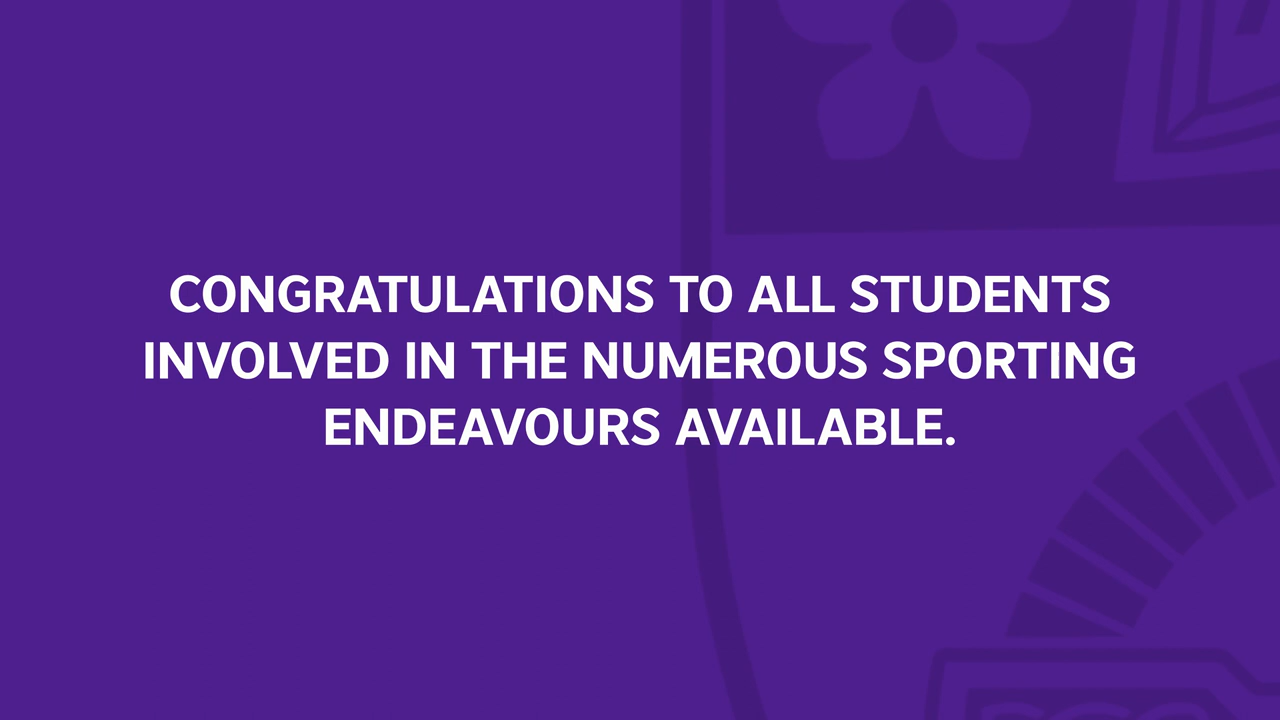 CONGRATULATIONS TO ALL STUDENTS
INVOLVED IN THE NUMEROUS SPORTING
ENDEAVOURS AVAILABLE.